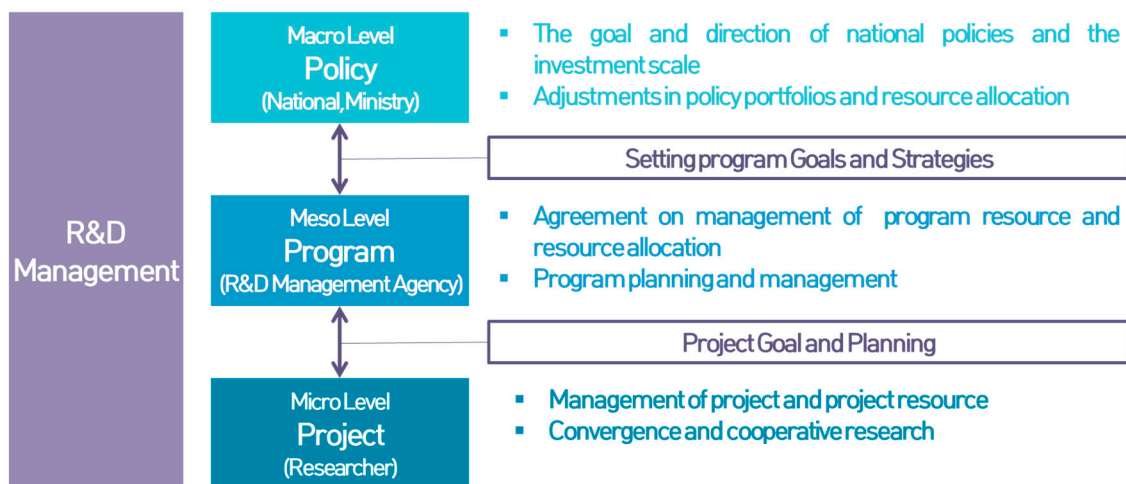 R&D
Management
Macro Level
Policy
(National, Ministry)
▪ The goal and direction of national policies and the
investment scale
▪ Adjustments in policy portfolios and resource allocation
Setting program Goals and Strategies
Meso Level
Program
(R&D Management Agency)
▪ Agreement on management of program resource and
resource allocation
▪ Program planning and management
Project Goal and Planning
Micro Level
Project
(Researcher)
▪ Management of project and project resource
▪ Convergence and cooperative research